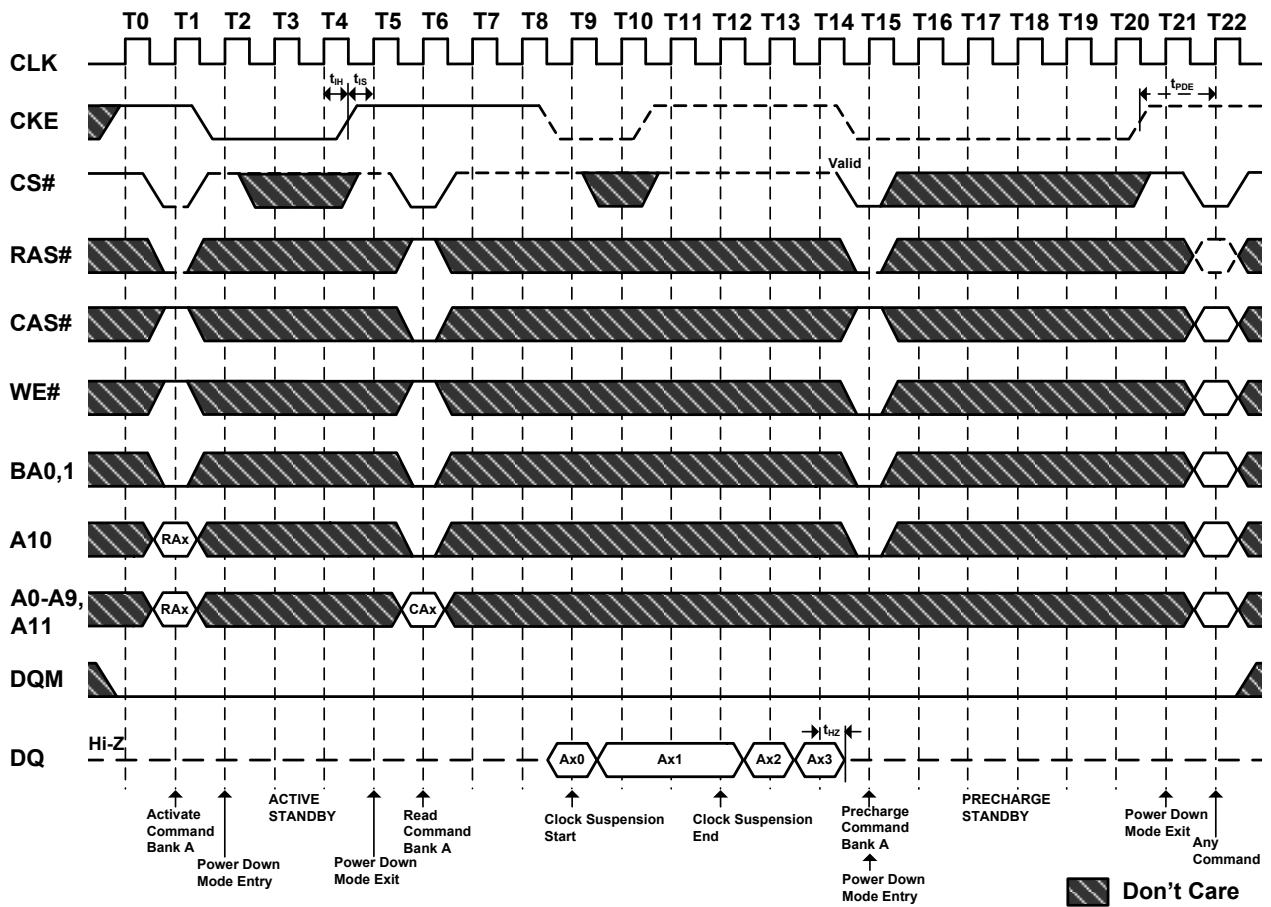 T0 T1 T2 T3 T4 T5 T6 T7 T8 T9 T10 T11 T12 T13 T14 T15 T16 T17 T18 T19 T20 T21 T22
CLK
tIH tIS
tPDE
CKE
Valid
CS#
RAS#
CAS#
WE#
BA0,1
A10
RAx
A0-A9,
A11
RAx
CAx
DQM
Hi-Z
tHZ
DQ
Ax0
Ax1
Ax2
Ax3
Activate
Command
Bank A
Power Down
Mode Entry
ACTIVE
STANDBY
Power Down
Mode Exit
Read
Command
Bank A
Clock Suspension
Start
Clock Suspension
End
Precharge
Command
Bank A
Power Down
Mode Entry
PRECHARGE
STANDBY
Power Down
Mode Exit
Any
Command
Don't Care